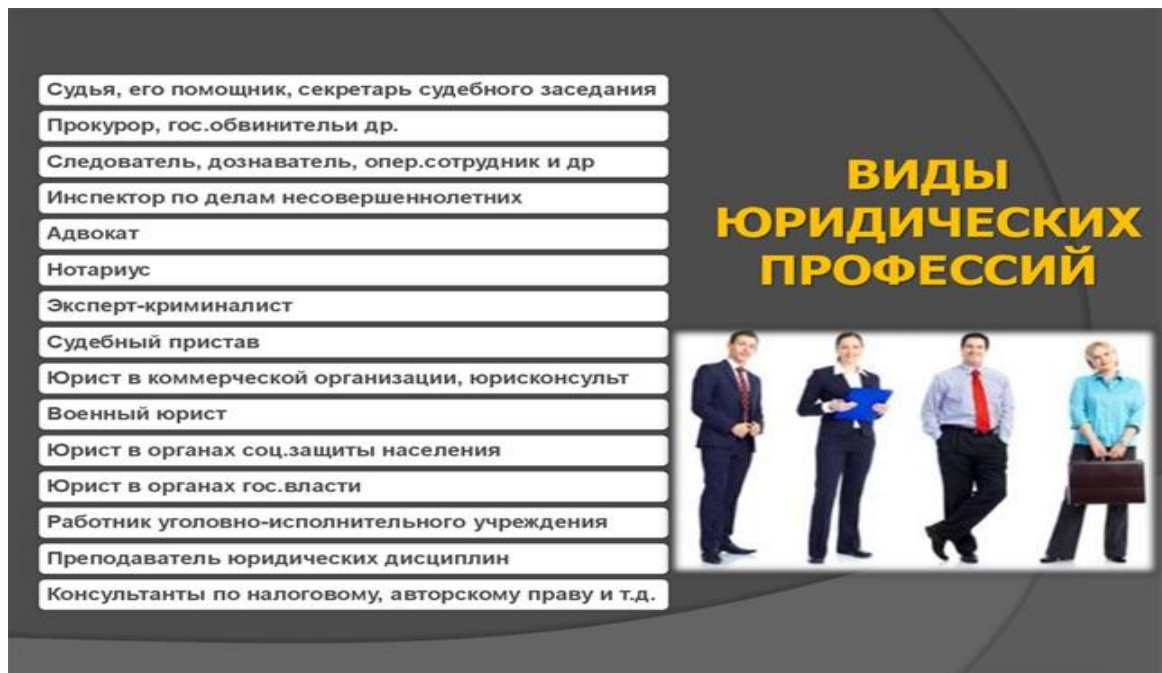 Судья, его помощник, секретарь судебного заседания
Прокурор, гос.обвинительи др.
Следователь, дознаватель, опер.сотрудник и др
Инспектор по делам несовершеннолетних
Адвокат
Нотариус
Эксперт-криминалист
Судебный пристав
Юрист в коммерческой организации, юрисконсульт
Военный юрист
Юрист в органах соц.защиты населения
Юрист в органах гос.власти
Работник уголовно-исполнительного учреждения
Преподаватель юридических дисциплин
Консультанты по налоговому, авторскому праву и т.д.
ВИДЫ
ЮРИДИЧЕСКИХ
ПРОФЕССИЙ